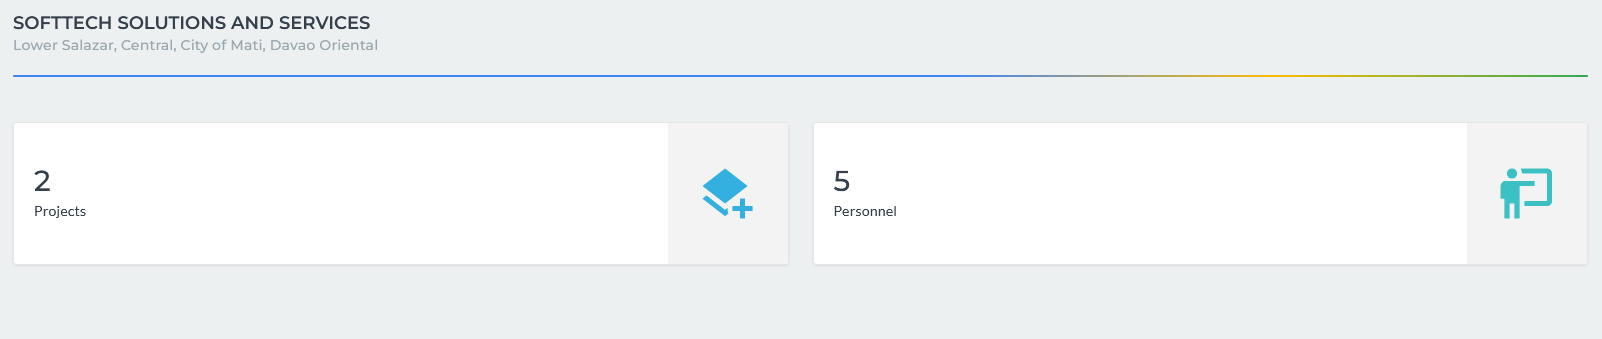 SOFTTECH SOLUTIONS AND SERVICES
Lower Salazar, Central, City of Mati, Davao Oriental
2
Projects
5
Personnel